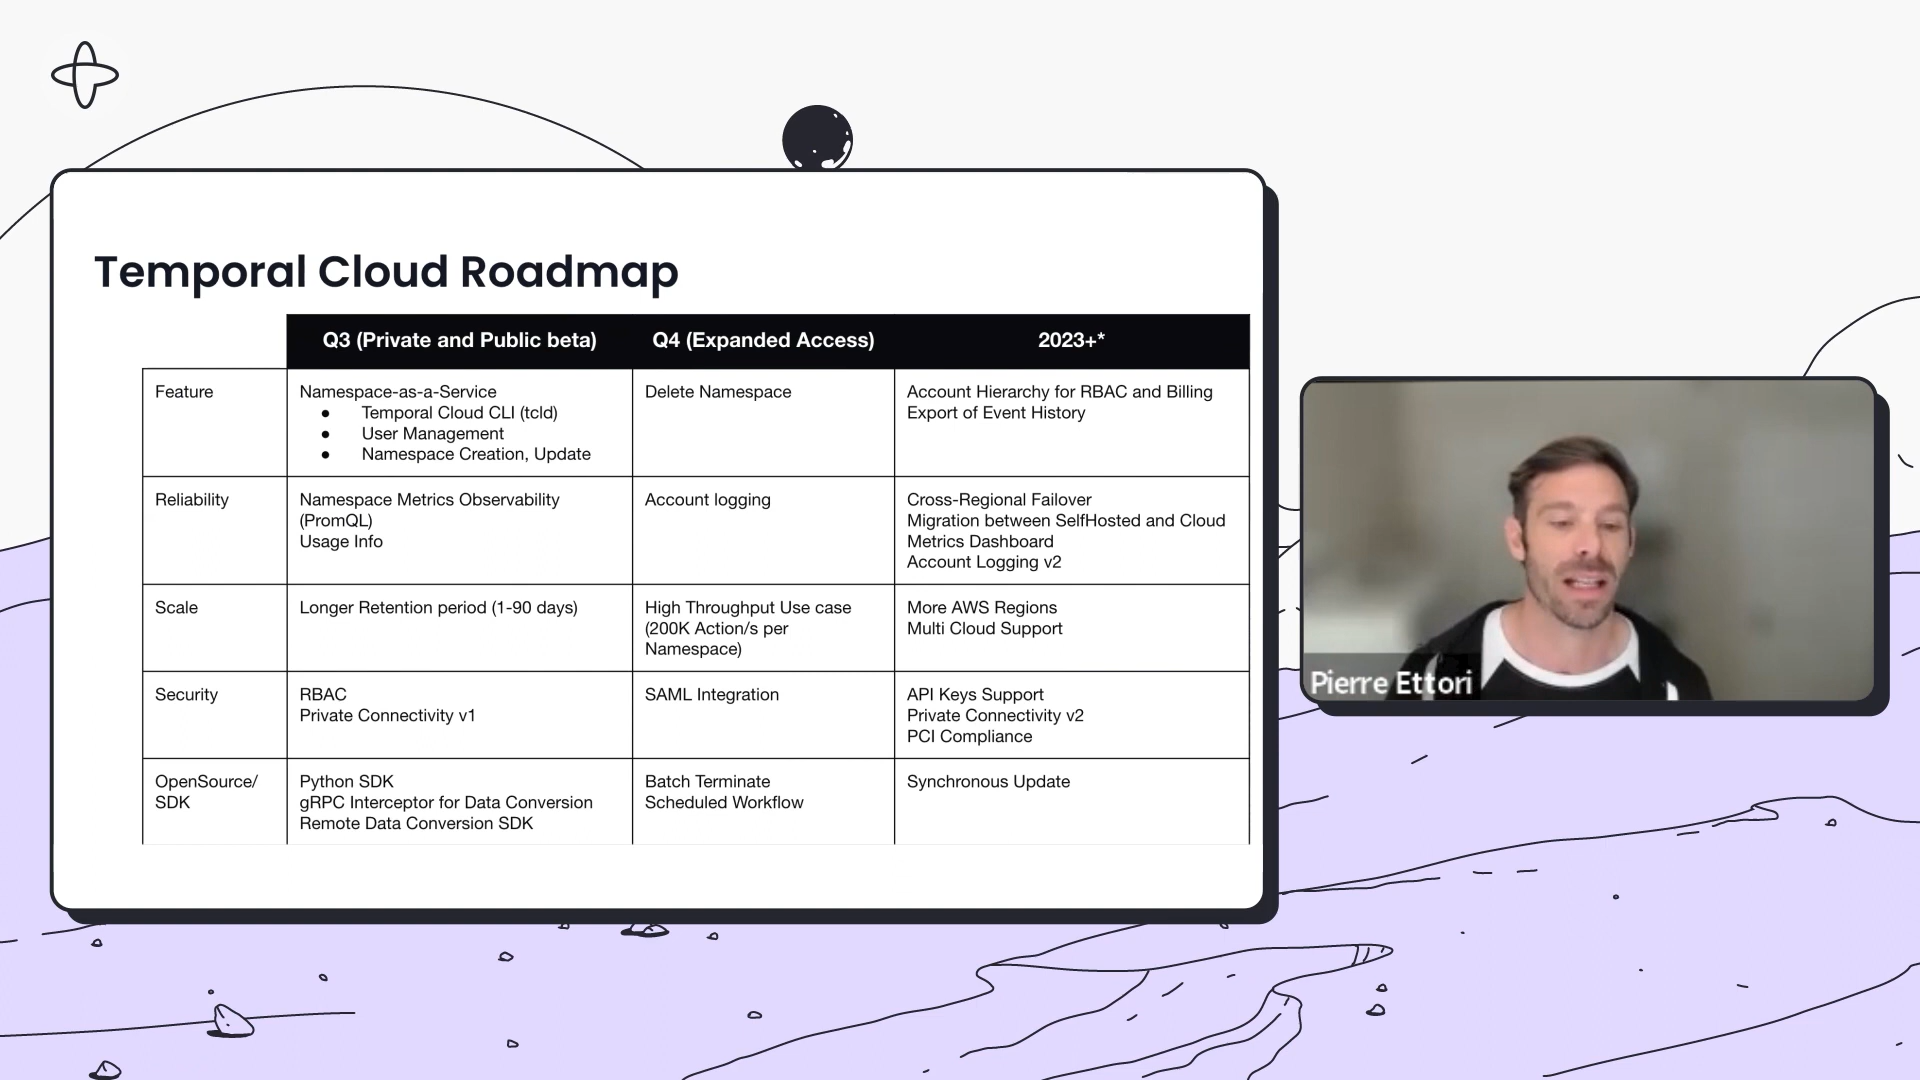 Temporal Cloud Roadmap
Q3 (Private and Public beta) Q4 (Expanded Access) 2023+*
Feature
Namespace-as-a-Service
● Temporal Cloud CLI (tcld)
● User Management
● Namespace Creation, Update
Delete Namespace
Account Hierarchy for RBAC and Billing
Export of Event History
Reliability
Namespace Metrics Observability
(PromQL)
Usage Info
Account logging
Cross-Regional Failover
Migration between SelfHosted and Cloud
Metrics Dashboard
Account Logging v2
Scale
Longer Retention period (1-90 days)
High Throughput Use case
(200K Action/s per
Namespace)
More AWS Regions
Multi Cloud Support
Security
RBAC
Private Connectivity v1
SAML Integration
API Keys Support
Private Connectivity v2
PCI Compliance
OpenSource/
SDK
Python SDK
gRPC Interceptor for Data Conversion
Remote Data Conversion SDK
Batch Terminate
Scheduled Workflow
Synchronous Update
Pierre Ettori